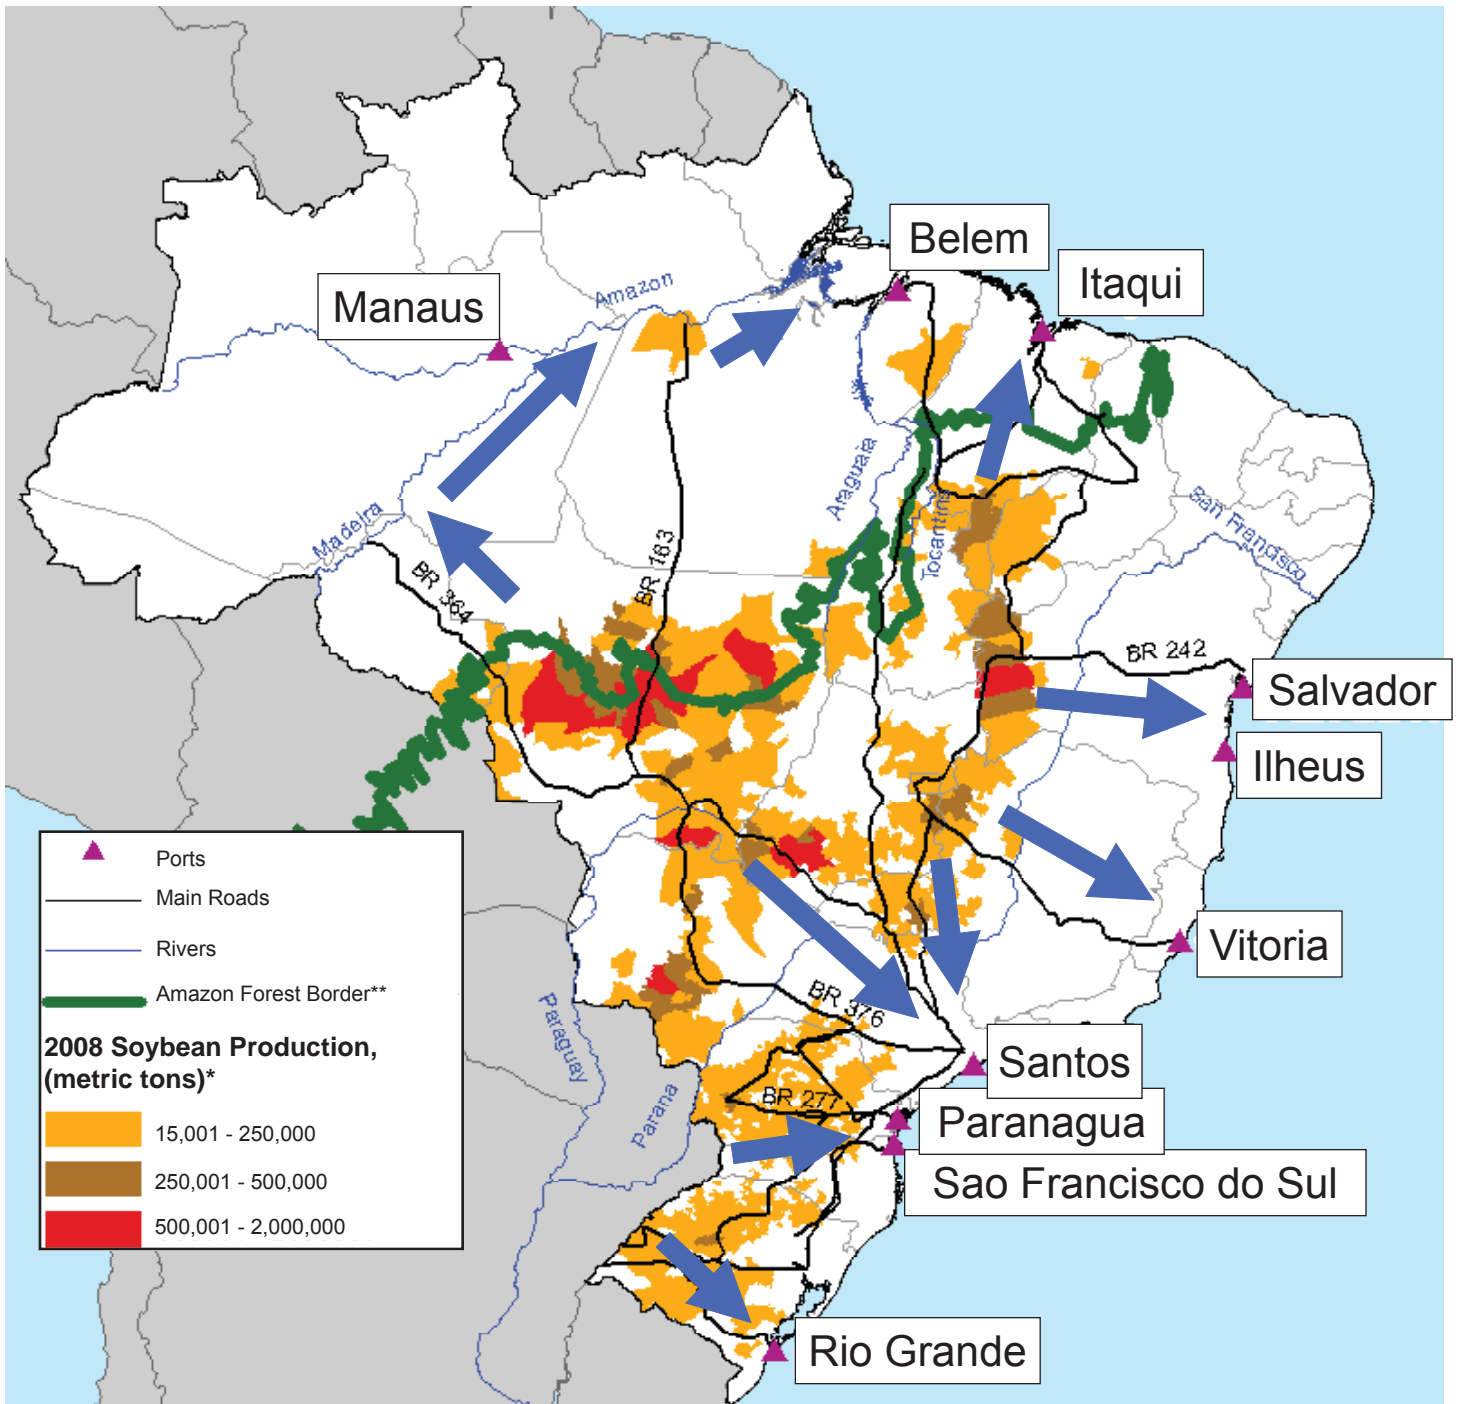 Belem
Itaqui
Manaus
Amazon
Araguaia
Tocantins
San Francisco
Madeira
BR 364
BR 163
BR 242
Salvador
Ilheus
Ports
Main Roads
Rivers
Amazon Forest Border**
2008 Soybean Production,
(metric tons)*
15,001 - 250,000
250,001 - 500,000
500,001 - 2,000,000
Vitoria
BR 376
Paraguay
Parana
Santos
BR 277
Paranagua
Sao Francisco do Sul
Rio Grande